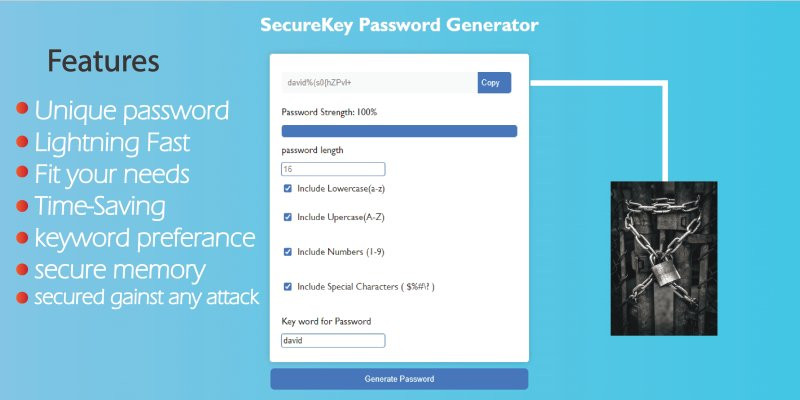 SecureKey Password Generator
Features
Unique password
Lightning Fast
Fit your needs
Time-Saving
keyword preferance
secure memory
secured gainst any attack
david%(s0[hZPvI+
Copy
Password Strength: 100%
password length
16
Include Lowercase(a-z)
Include Upercase(A-Z)
Include Numbers (1-9)
Include Special Characters ( $%#\? )
Key word for Password
david
Generate Password